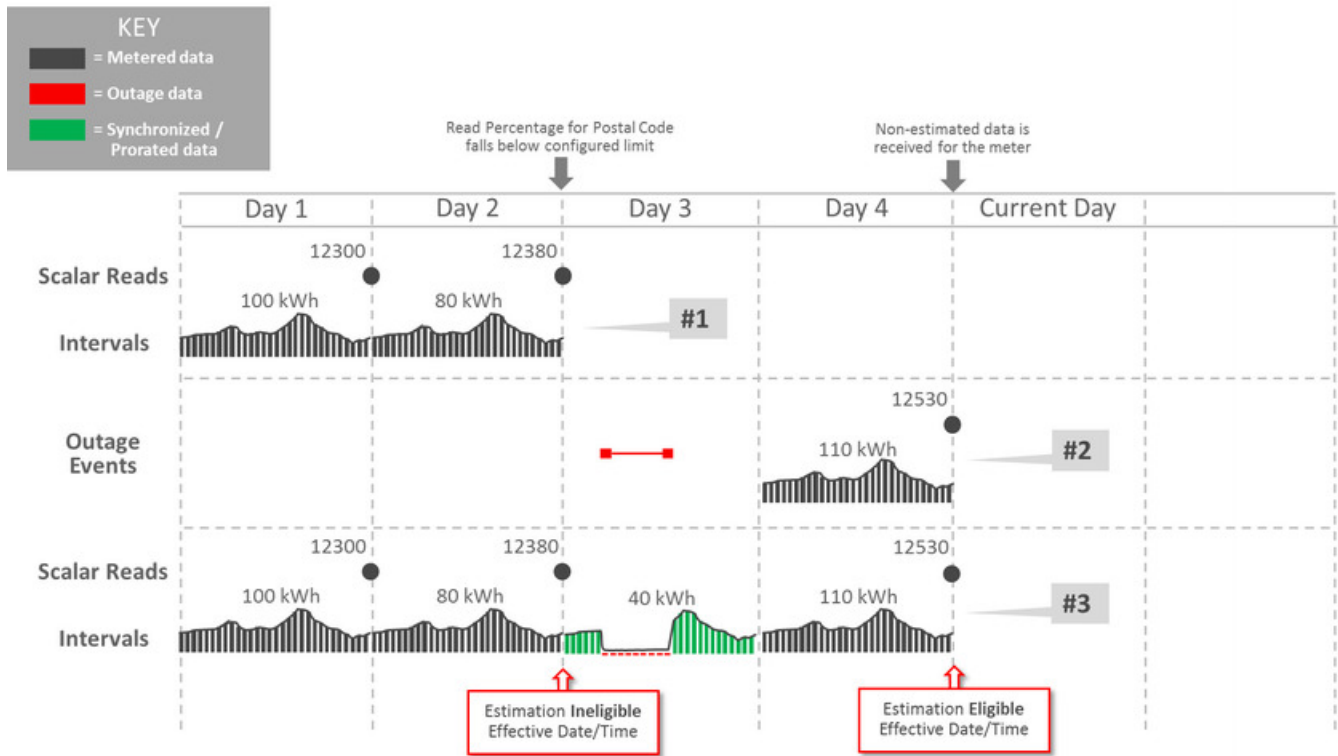 KEY
= Metered data
= Outage data
= Synchronized /
Prorated data
Read Percentage for Postal Code
falls below configured limit
Non-estimated data is
received for the meter
Day 1
Day 2
Day 3
Day 4
Current Day
Scalar Reads
12300
12380
Intervals
100 kWh
80 kWh
#1
Outage
Events
12530
110 kWh
#2
Scalar Reads
12300
12380
12530
Intervals
100 kWh
80 kWh
40 kWh
110 kWh
#3
Estimation Ineligible
Effective Date/Time
Estimation Eligible
Effective Date/Time